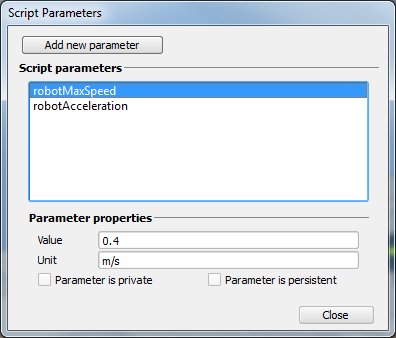 Script Parameters
Add new parameter
Script parameters
robotMaxSpeed
robotAcceleration
Parameter properties
Value 0.4
Unit m/s
Parameter is private Parameter is persistent
Close